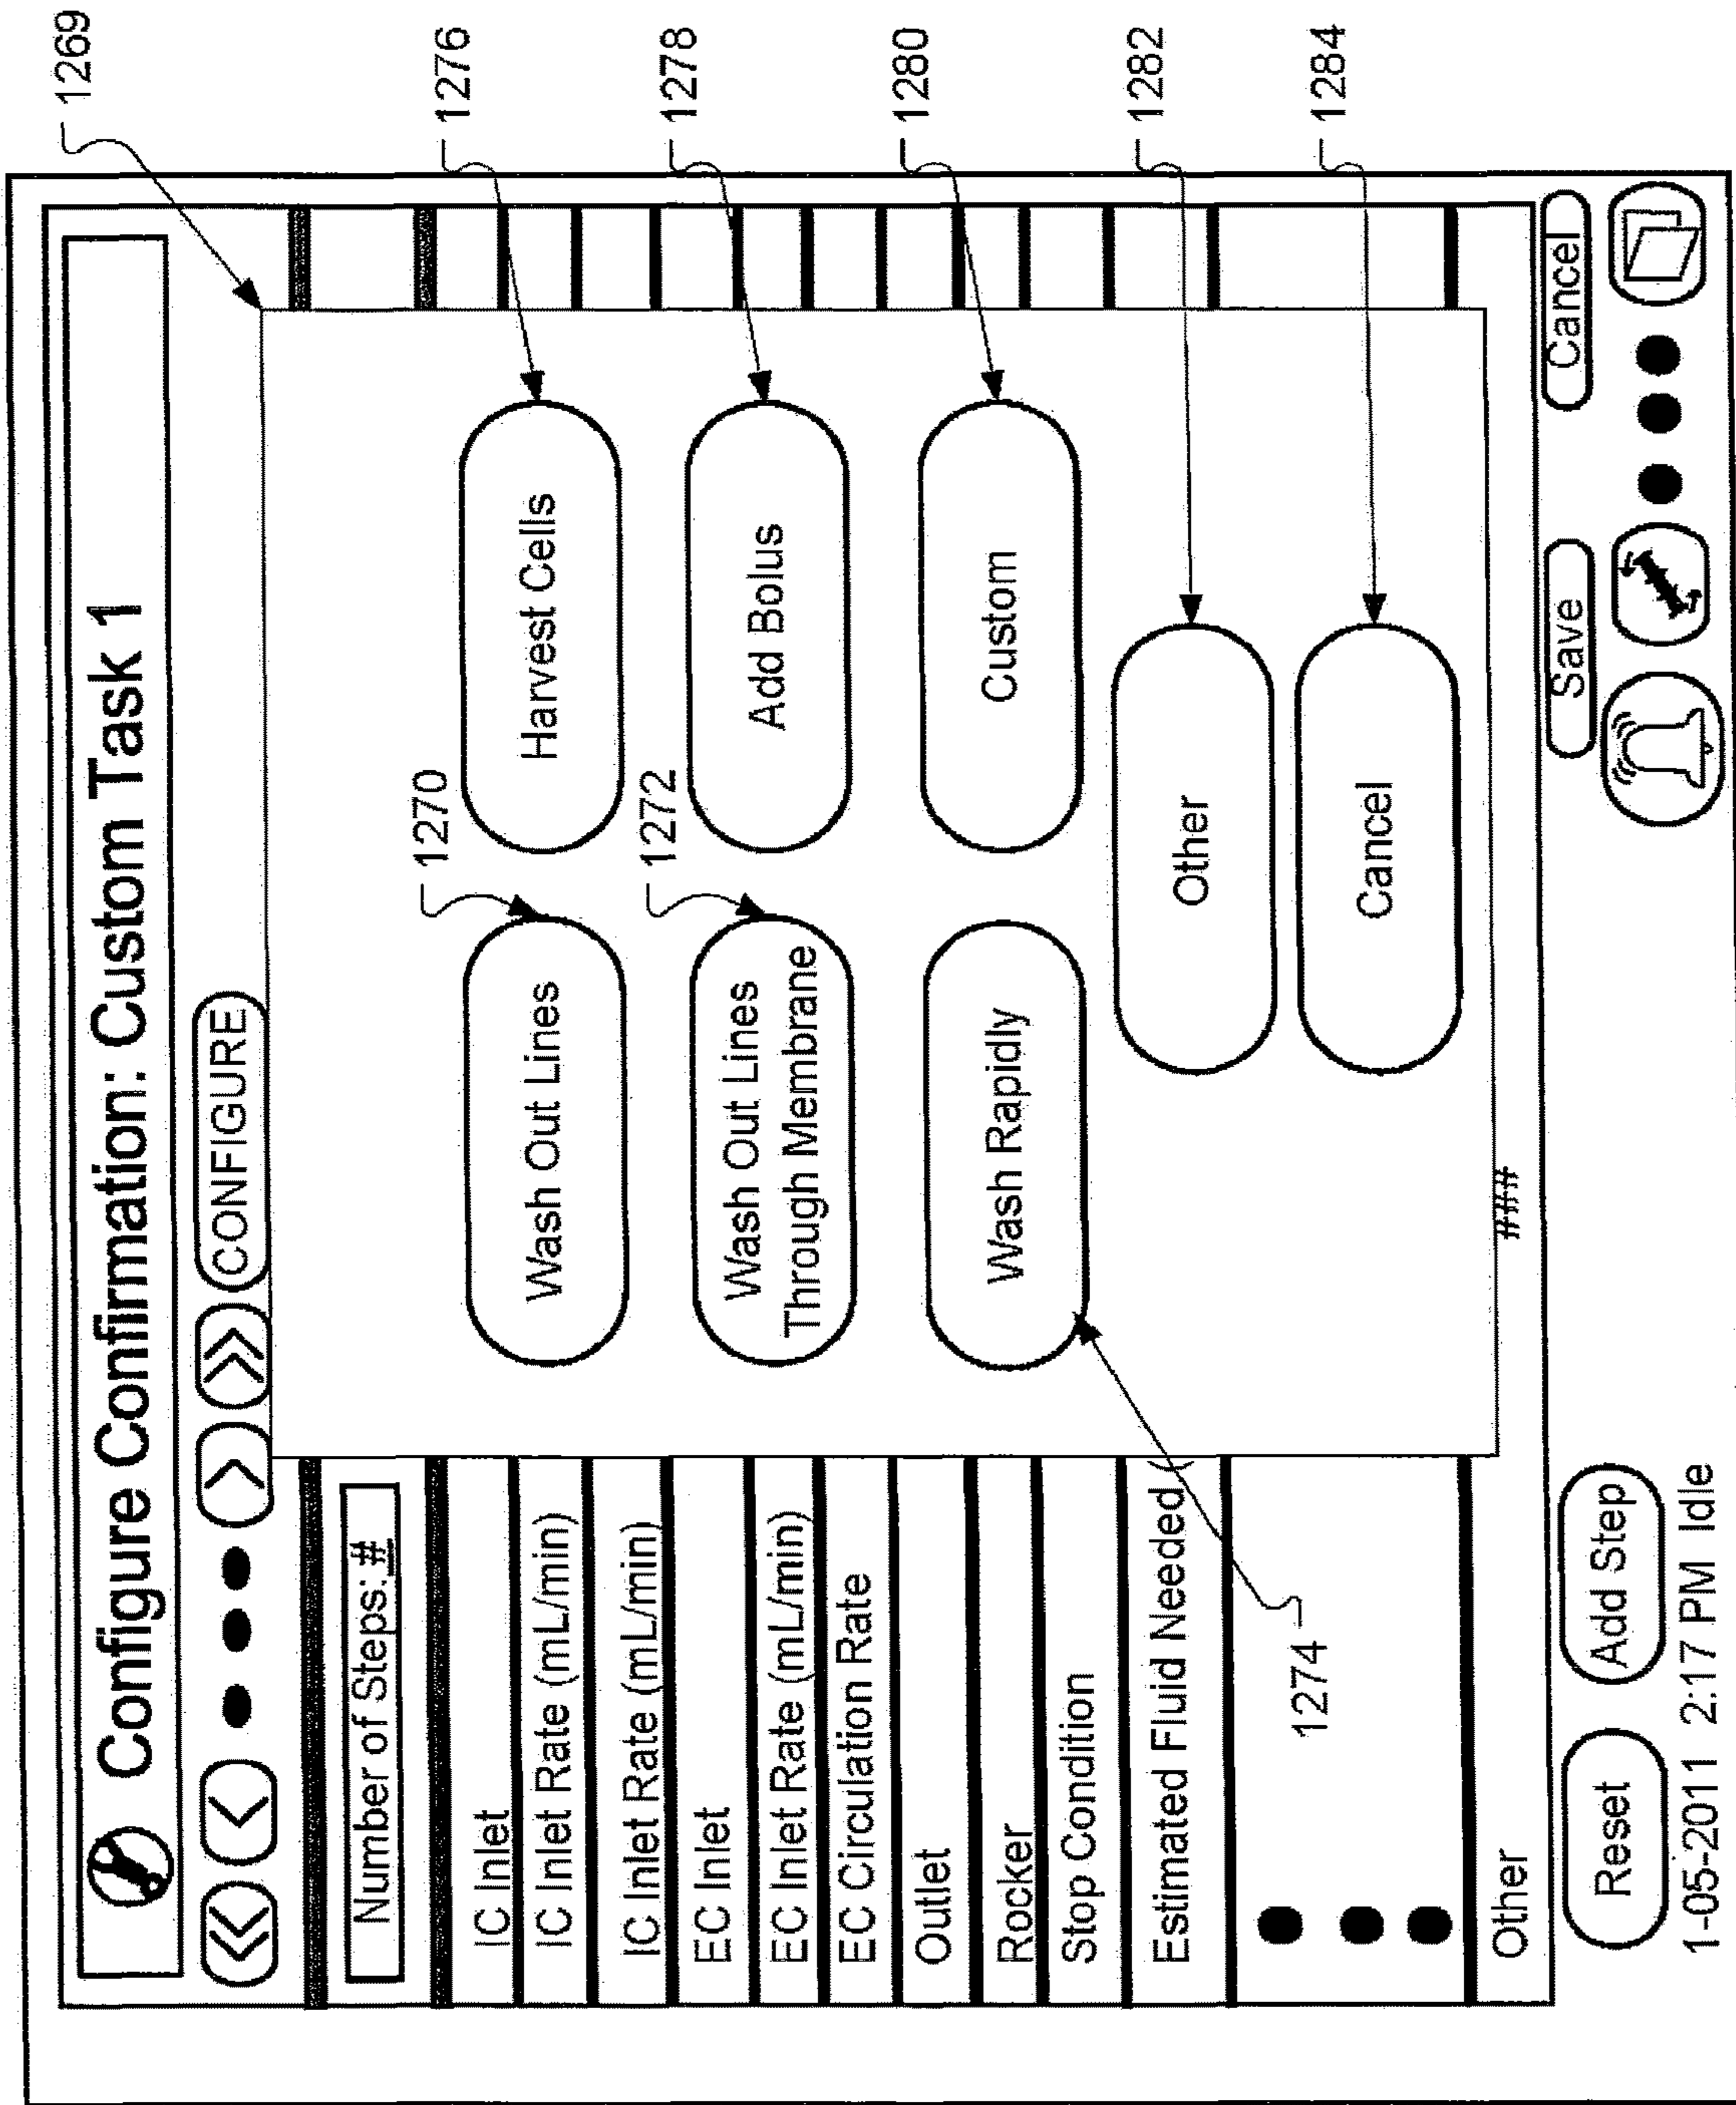 1269
Configure Confirmation: Custom Task 1
CONFIGURE
Number of Steps:#
IC Inlet
IC Inlet Rate (mL/min)
IC Inlet Rate (mL/min)
EC Inlet
EC Inlet Rate (mL/min)
EC Circulation Rate
Outlet
Rocker
Stop Condition
Estimated Fluid Needed (
Other
1270
1276
Wash Out Lines
Harvest Cells
1272
1278
Wash Out Lines
Through Membrane
Add Bolus
1280
Wash Rapidly
Custom
1274
1282
Other
1284
Cancel
###
Reset
Add Step
Save
Cancel
1-05-2011 2:17 PM Idle